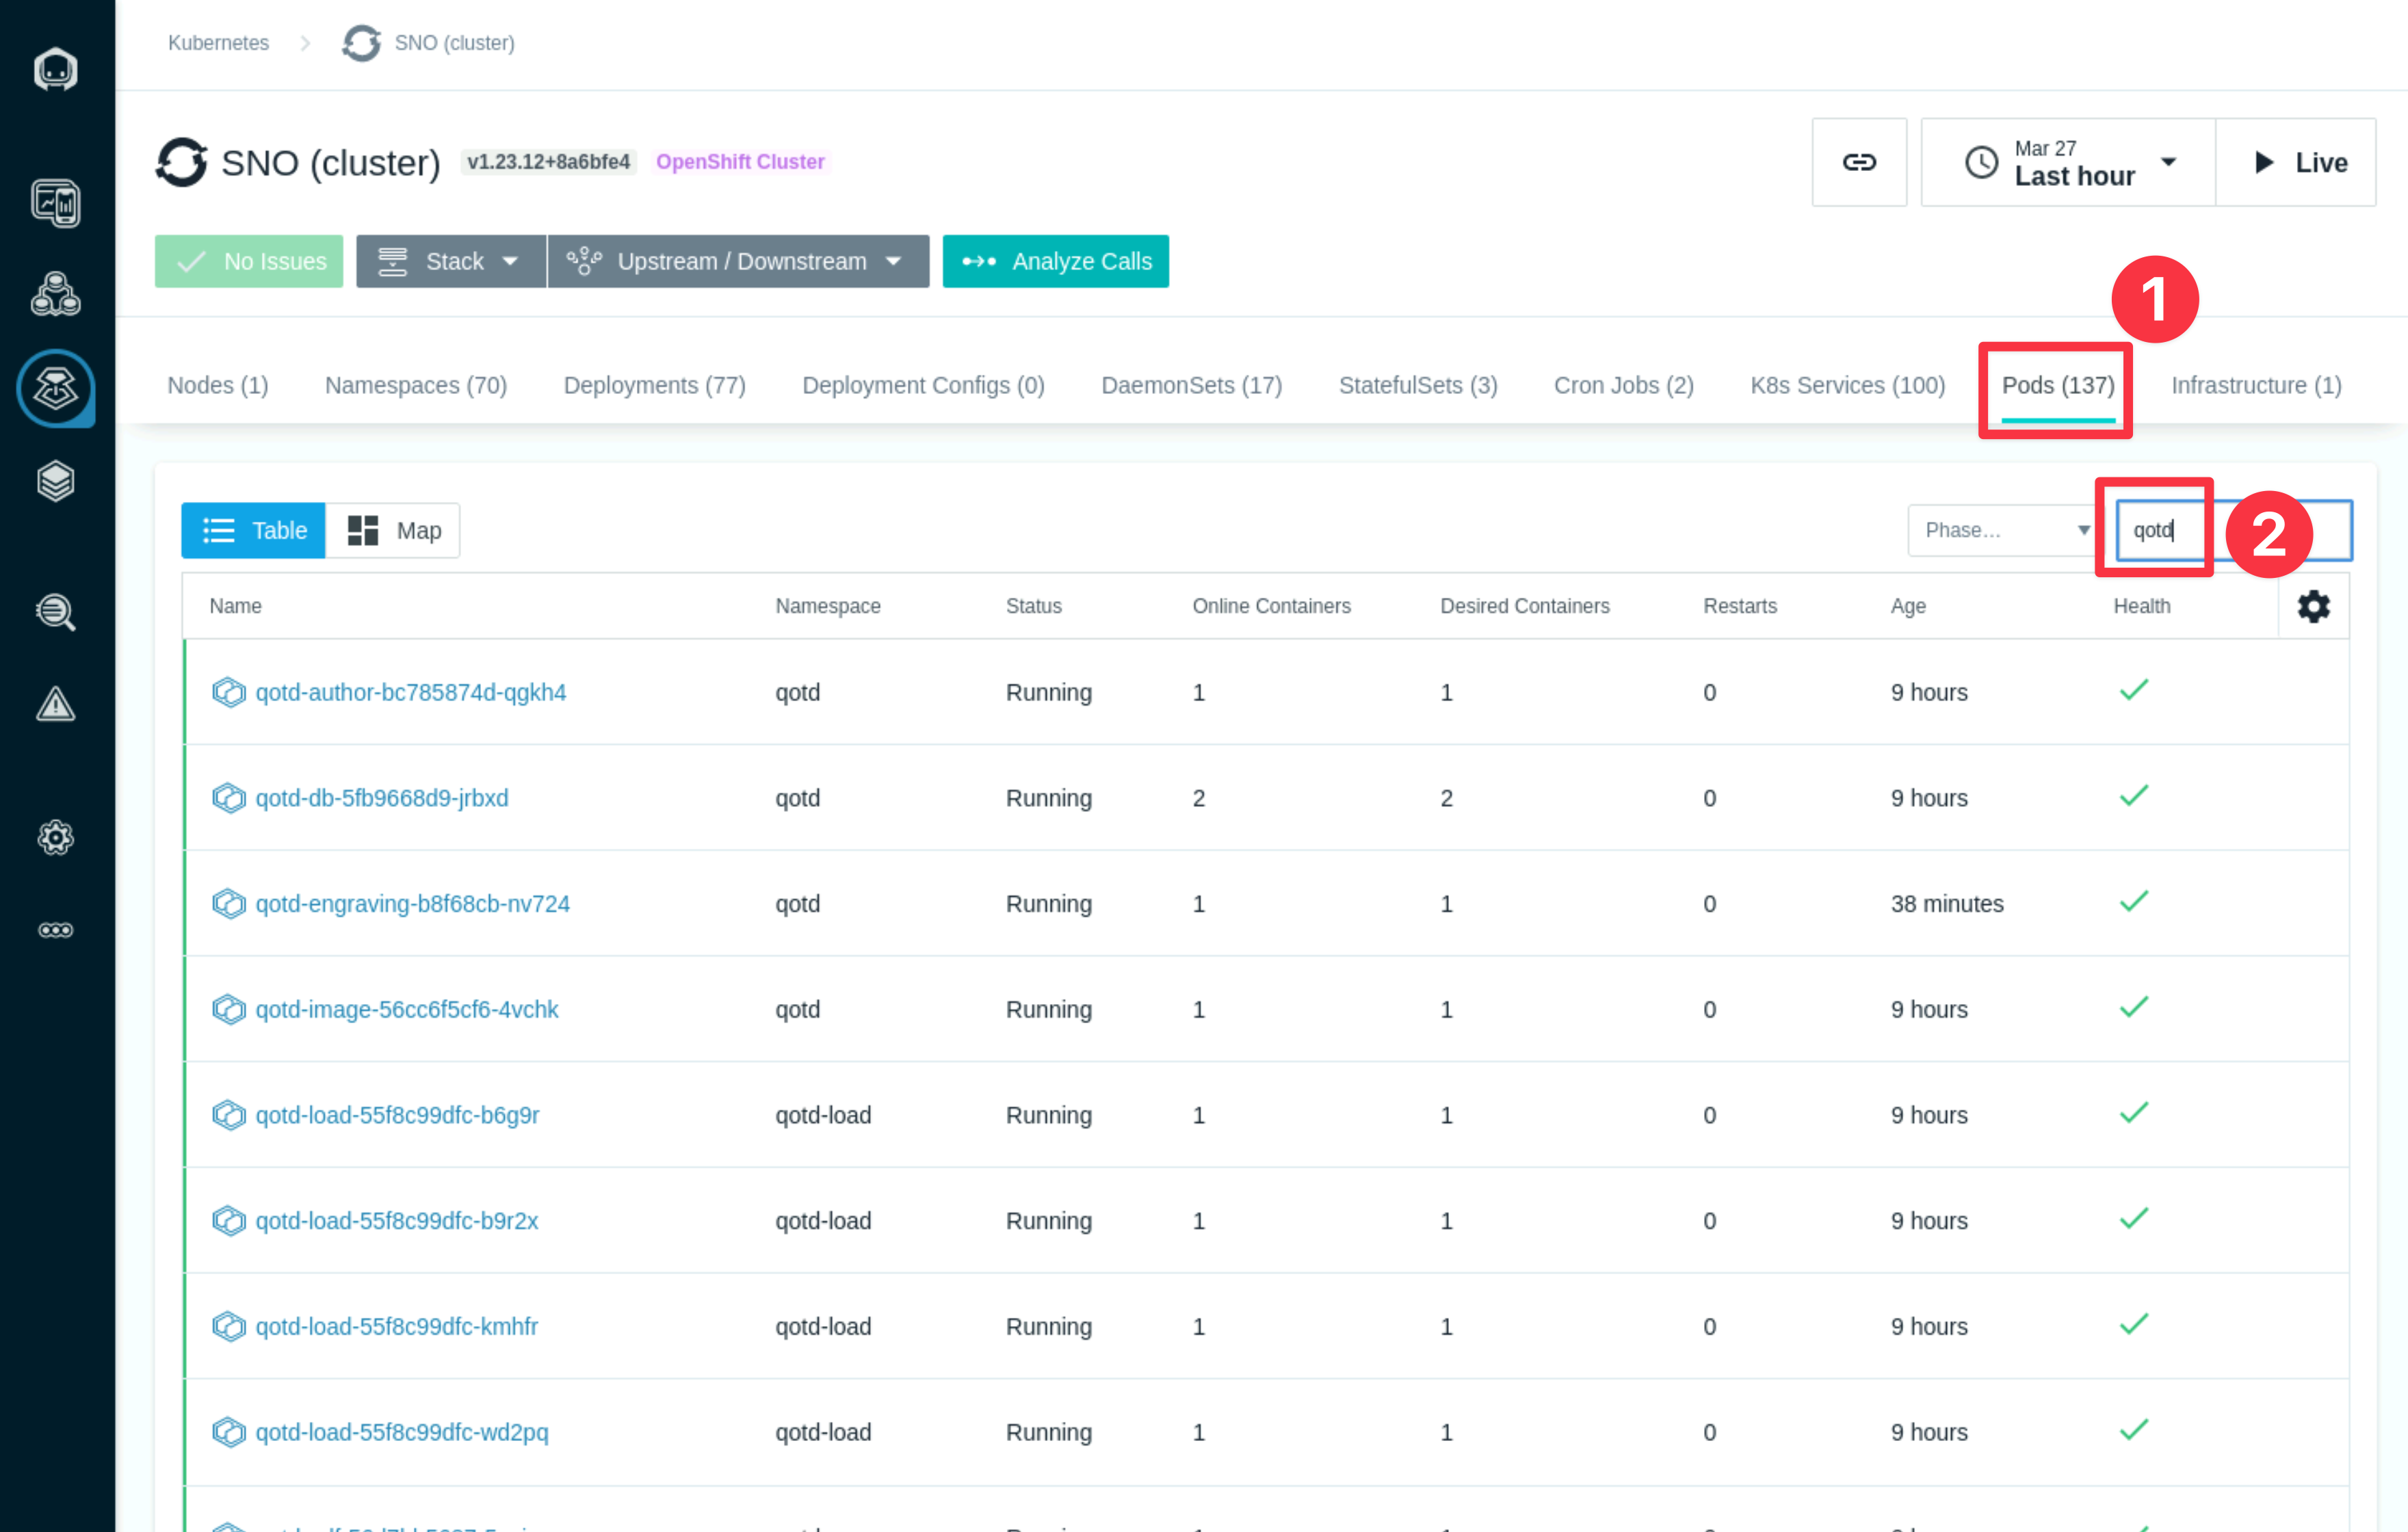 Kubernetes SNO (cluster)
SNO (cluster) v1.23.12+8a6bfe4 OpenShift Cluster
Mar 27
Last hour
Live
No Issues Stack Upstream / Downstream Analyze Calls
1
Nodes (1) Namespaces (70) Deployments (77) Deployment Configs (0) DaemonSets (17) StatefulSets (3) Cron Jobs (2) K8s Services (100) Pods (137) Infrastructure (1)
Table Map Phase... qotd 2
Name Namespace Status Online Containers Desired Containers Restarts Age Health
qotd-author-bc785874d-qgkh4 qotd Running 1 1 0 9 hours
qotd-db-5fb9668d9-jrbxd qotd Running 2 2 0 9 hours
qotd-engraving-b8f68cb-nv724 qotd Running 1 1 0 38 minutes
qotd-image-56cc6f5cf6-4vchk qotd Running 1 1 0 9 hours
qotd-load-55f8c99dfc-b6g9r qotd-load Running 1 1 0 9 hours
qotd-load-55f8c99dfc-b9r2x qotd-load Running 1 1 0 9 hours
qotd-load-55f8c99dfc-kmhfr qotd-load Running 1 1 0 9 hours
qotd-load-55f8c99dfc-wd2pq qotd-load Running 1 1 0 9 hours